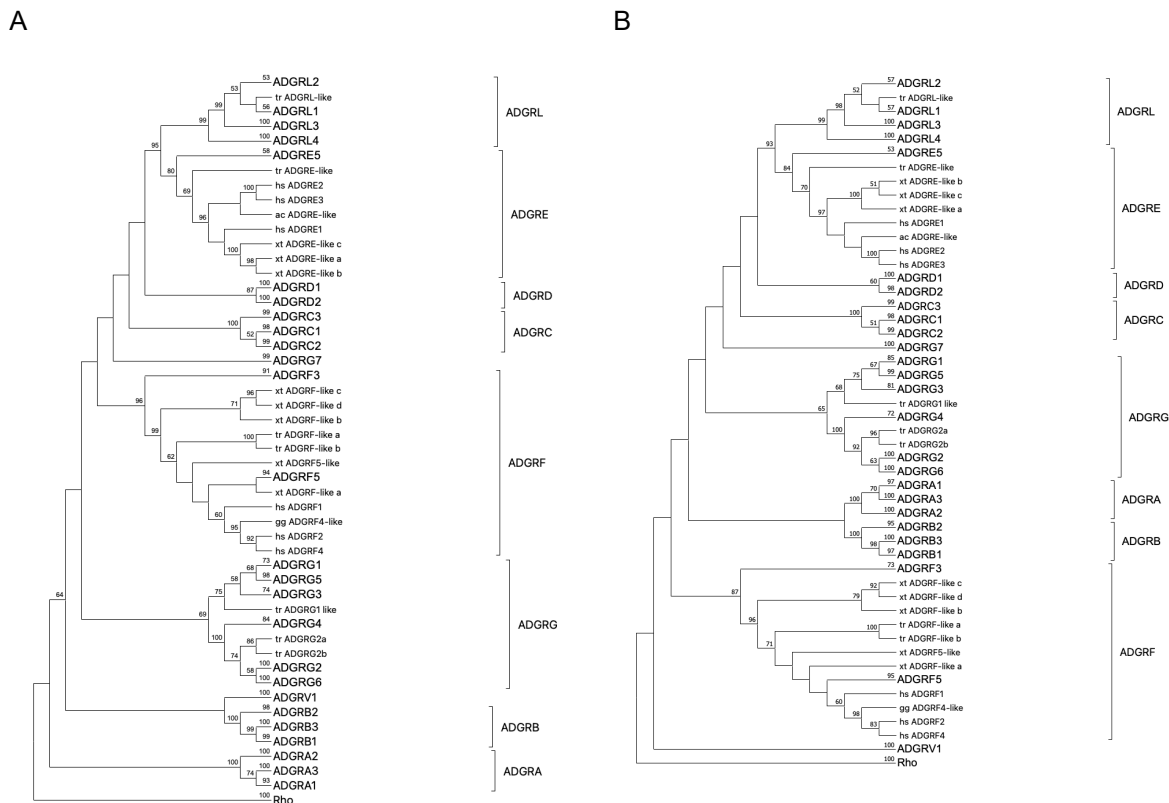 A
53
ADGRL2
53
tr ADGRL-like
99
56
ADGRL1
100
ADGRL3
99
100
ADGRL4
ADGRL
95
58
ADGRE5
80
tr ADGRE-like
69
hs ADGRE2
100
hs ADGRE3
ac ADGRE-like
96
hs ADGRE1
xt ADGRE-like c
100
xt ADGRE-like a
98
xt ADGRE-like b
ADGRE
100
ADGRD1
87
100
ADGRD2
ADGRD
99
ADGRC3
100
98
ADGRC1
52
99
ADGRC2
ADGRC
99
ADGRG7
91
ADGRF3
96
xt ADGRF-like c
96
xt ADGRF-like d
71
xt ADGRF-like b
99
tr ADGRF-like a
100
tr ADGRF-like b
62
xt ADGRF5-like
94
ADGRF5
xt ADGRF-like a
hs ADGRF1
60
gg ADGRF4-like
95
hs ADGRF2
92
hs ADGRF4
ADGRF
73
ADGRG1
68
98
ADGRG5
58
74
ADGRG3
75
tr ADGRG1 like
69
84
ADGRG4
100
tr ADGRG2a
86
tr ADGRG2b
74
100
ADGRG2
58
100
ADGRG6
ADGRG
64
100
ADGRV1
98
ADGRB2
100
100
ADGRB3
99
99
ADGRB1
ADGRB
100
ADGRA2
100
100
ADGRA3
74
93
ADGRA1
ADGRA
100
Rho
B
57
ADGRL2
52
tr ADGRL-like
98
57
ADGRL1
100
ADGRL3
99
100
ADGRL4
ADGRL
93
53
ADGRE5
84
tr ADGRE-like
70
xt ADGRE-like b
51
xt ADGRE-like c
100
xt ADGRE-like a
97
hs ADGRE1
ac ADGRE-like
hs ADGRE2
100
hs ADGRE3
ADGRE
100
ADGRD1
60
98
ADGRD2
ADGRD
99
ADGRC3
100
98
ADGRC1
51
99
ADGRC2
ADGRC
100
ADGRG7
85
ADGRG1
67
99
ADGRG5
75
81
ADGRG3
68
tr ADGRG1 like
65
72
ADGRG4
100
tr ADGRG2a
96
tr ADGRG2b
92
100
ADGRG2
63
100
ADGRG6
ADGRG
97
ADGRA1
70
100
ADGRA3
100
100
ADGRA2
ADGRA
95
ADGRB2
100
100
ADGRB3
98
97
ADGRB1
ADGRB
73
ADGRF3
87
xt ADGRF-like c
92
xt ADGRF-like d
79
xt ADGRF-like b
96
tr ADGRF-like a
100
tr ADGRF-like b
71
xt ADGRF5-like
xt ADGRF-like a
95
ADGRF5
hs ADGRF1
60
gg ADGRF4-like
98
hs ADGRF2
83
hs ADGRF4
ADGRF
100
ADGRV1
100
Rho